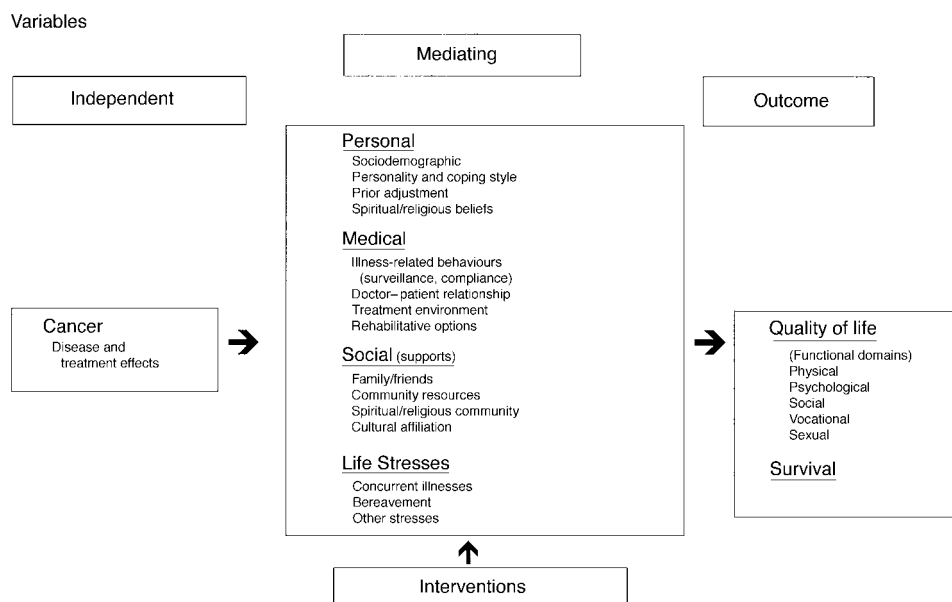 Variables
Mediating
Independent
Outcome
Personal
Sociodemographic
Personality and coping style
Prior adjustment
Spiritual/religious beliefs
Medical
Illness-related behaviours
(surveillance, compliance)
Doctor–patient relationship
Treatment environment
Rehabilitative options
Social (supports)
Family/friends
Community resources
Spiritual/religious community
Cultural affiliation
Life Stresses
Concurrent illnesses
Bereavement
Other stresses
Cancer
Disease and
treatment effects
Quality of life
(Functional domains)
Physical
Psychological
Social
Vocational
Sexual
Survival
Interventions